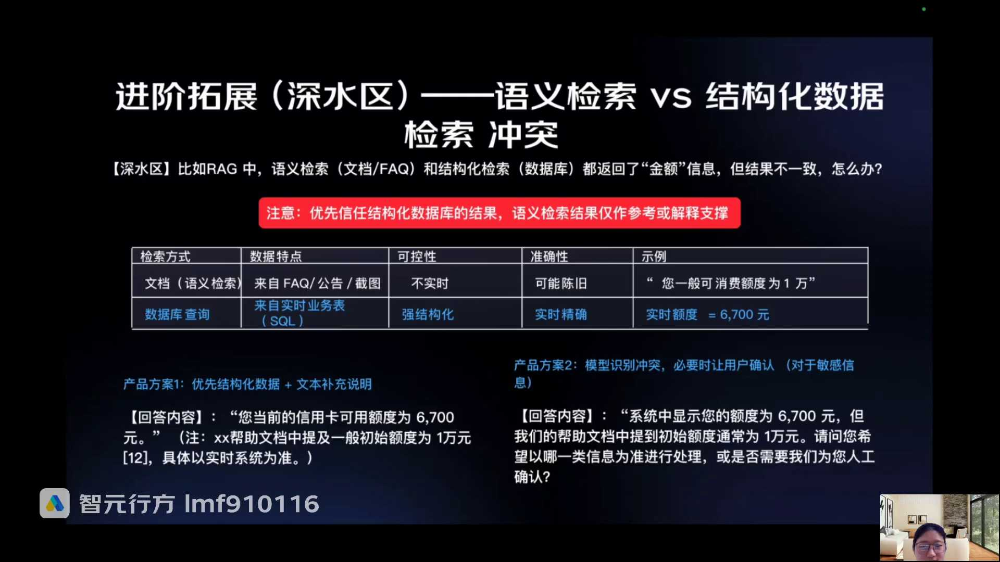 进阶拓展（深水区）——语义检索 vs 结构化数据
检索 冲突
【深水区】比如RAG 中，语义检索（文档/FAQ）和结构化检索（数据库）都返回了“金额”信息，但结果不一致，怎么办？
注意：优先信任结构化数据库的结果，语义检索结果仅作参考或解释支撑
检索方式 数据特点 可控性 准确性 示例
文档（语义检索） 来自 FAQ/ 公告 / 截图 不实时 可能陈旧 “ 您一般可消费额度为 1 万”
数据库查询 来自实时业务表
（SQL） 强结构化 实时精确 实时额度 = 6,700 元
产品方案1：优先结构化数据 + 文本补充说明
【回答内容】：“您当前的信用卡可用额度为 6,700
元。”（注：xx帮助文档中提及一般初始额度为 1万元
[12]，具体以实时系统为准。）
产品方案2：模型识别冲突，必要时让用户确认 （对于敏感信
息）
【回答内容】：“系统中显示您的额度为 6,700 元，但
我们的帮助文档中提到初始额度通常为 1万元。请问您希
望以哪一类信息为准进行处理，或是否需要我们为您人工
确认？
智元行方 lmf910116